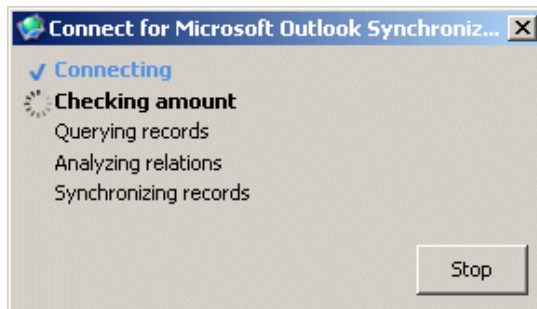 Connect for Microsoft Outlook Synchroniz...
Connecting
Checking amount
Querying records
Analyzing relations
Synchronizing records
Stop